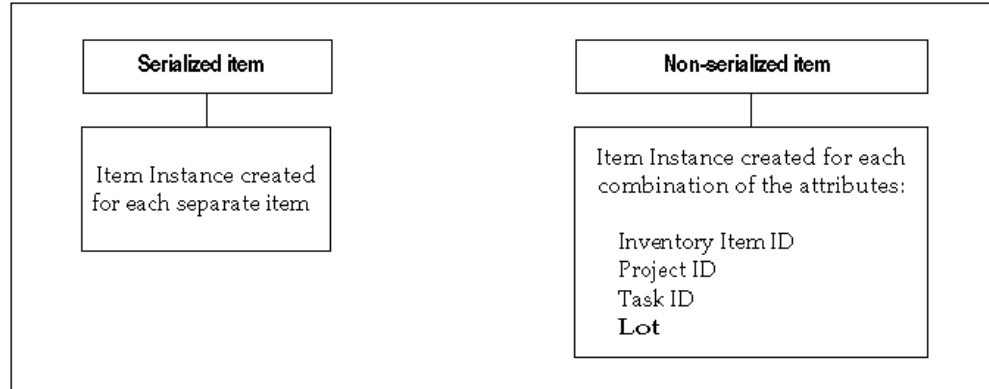 Serialized item
Non-serialized item
Item Instance created
for each separate item
Item Instance created for each
combination of the attributes:
Inventory Item ID
Project ID
Task ID
Lot